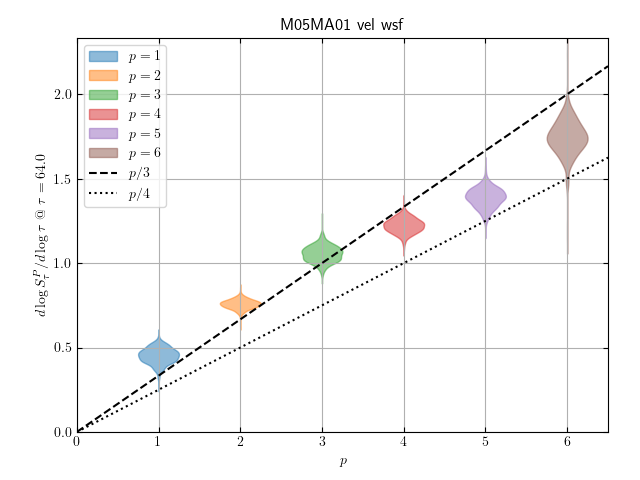 M05MA01 vel wsf
d log S_τ^P / d log τ @ τ = 64.0
2.0
1.5
1.0
0.5
0.0
p = 1
p = 2
p = 3
p = 4
p = 5
p = 6
p/3
p/4
0 1 2 3 4 5 6
p